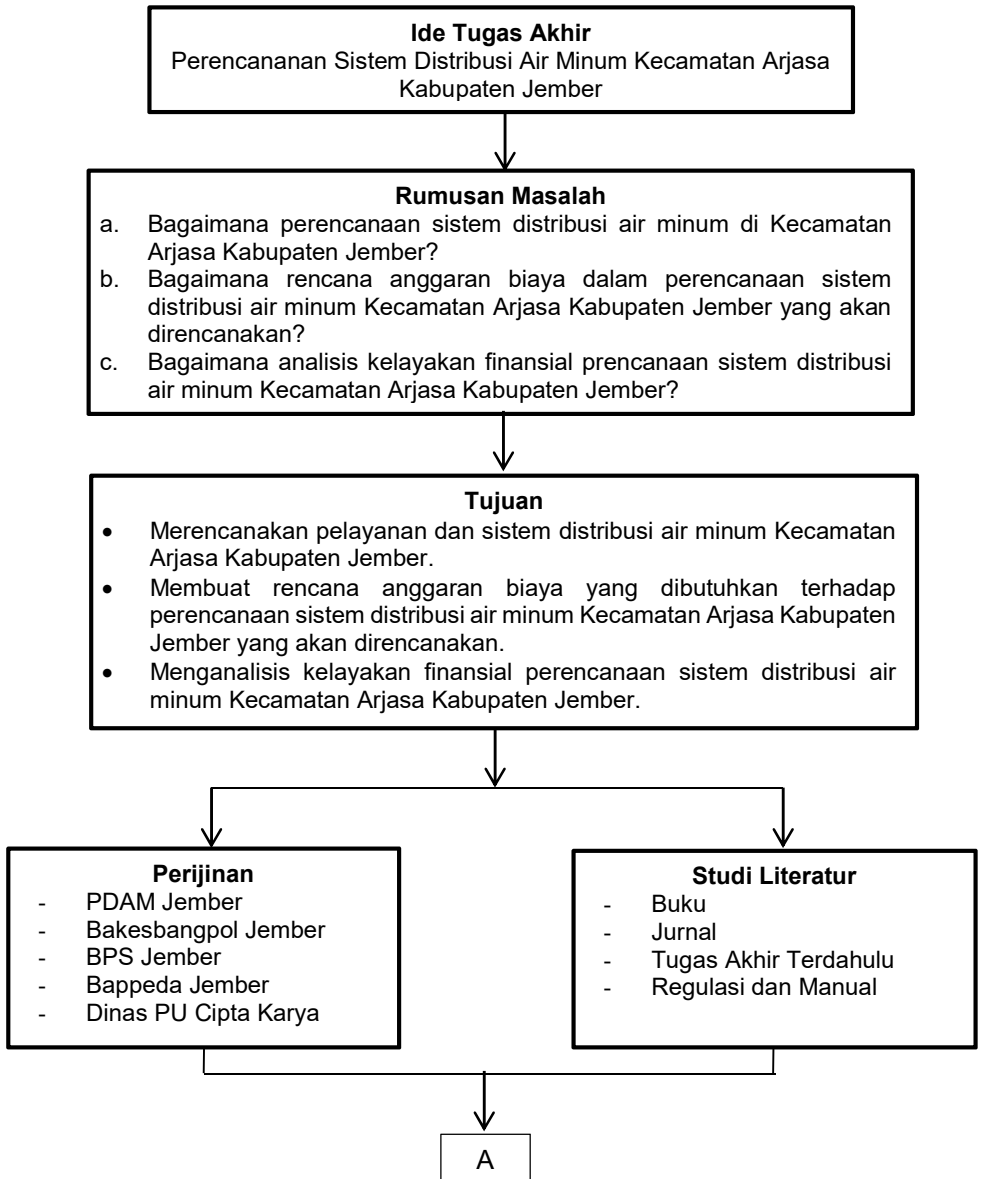 Ide Tugas Akhir
Perencananan Sistem Distribusi Air Minum Kecamatan Arjasa
Kabupaten Jember
Rumusan Masalah
a. Bagaimana perencanaan sistem distribusi air minum di Kecamatan
Arjasa Kabupaten Jember?
b. Bagaimana rencana anggaran biaya dalam perencanaan sistem
distribusi air minum Kecamatan Arjasa Kabupaten Jember yang akan
direncanakan?
c. Bagaimana analisis kelayakan finansial prencanaan sistem distribusi
air minum Kecamatan Arjasa Kabupaten Jember?
Tujuan
• Merencanakan pelayanan dan sistem distribusi air minum Kecamatan
Arjasa Kabupaten Jember.
• Membuat rencana anggaran biaya yang dibutuhkan terhadap
perencanaan sistem distribusi air minum Kecamatan Arjasa Kabupaten
Jember yang akan direncanakan.
• Menganalisis kelayakan finansial perencanaan sistem distribusi air
minum Kecamatan Arjasa Kabupaten Jember.
Perijinan
- PDAM Jember
- Bakesbangpol Jember
- BPS Jember
- Bappeda Jember
- Dinas PU Cipta Karya
Studi Literatur
- Buku
- Jurnal
- Tugas Akhir Terdahulu
- Regulasi dan Manual
A